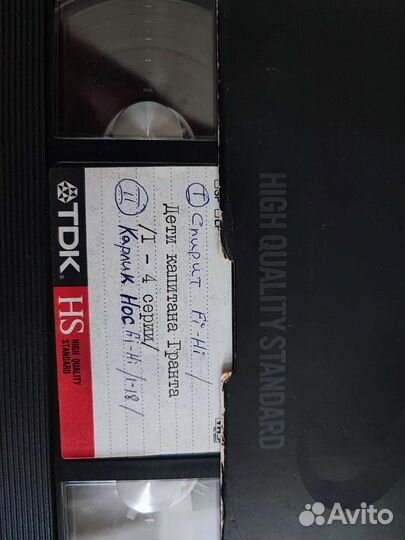 TDK
HS
HIGH QUALITY
STANDARD
I Спирит Fi-Hi /
Дети капитана Гранта
/I - 4 серии/
II Карлик Нос Fi-Hi /1-18/
HIGH QUALITY STANDARD
Avito